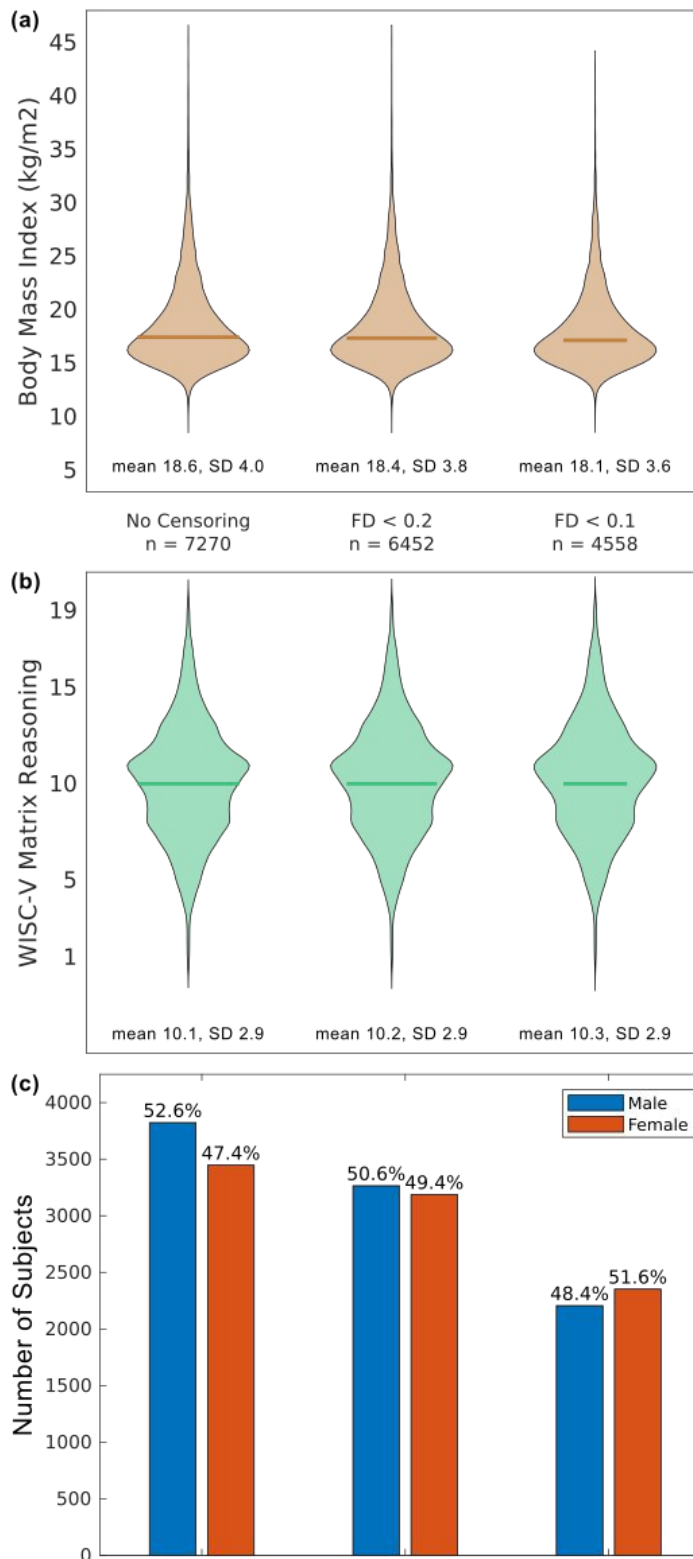 (a)
Body Mass Index (kg/m2)
45
40
35
30
25
20
15
10
5
mean 18.6, SD 4.0
mean 18.4, SD 3.8
mean 18.1, SD 3.6
No Censoring
n = 7270
FD < 0.2
n = 6452
FD < 0.1
n = 4558
(b)
WISC-V Matrix Reasoning
19
15
10
5
1
mean 10.1, SD 2.9
mean 10.2, SD 2.9
mean 10.3, SD 2.9
(c)
Number of Subjects
4000
3500
3000
2500
2000
1500
1000
500
0
52.6%
47.4%
50.6%
49.4%
48.4%
51.6%
Male
Female